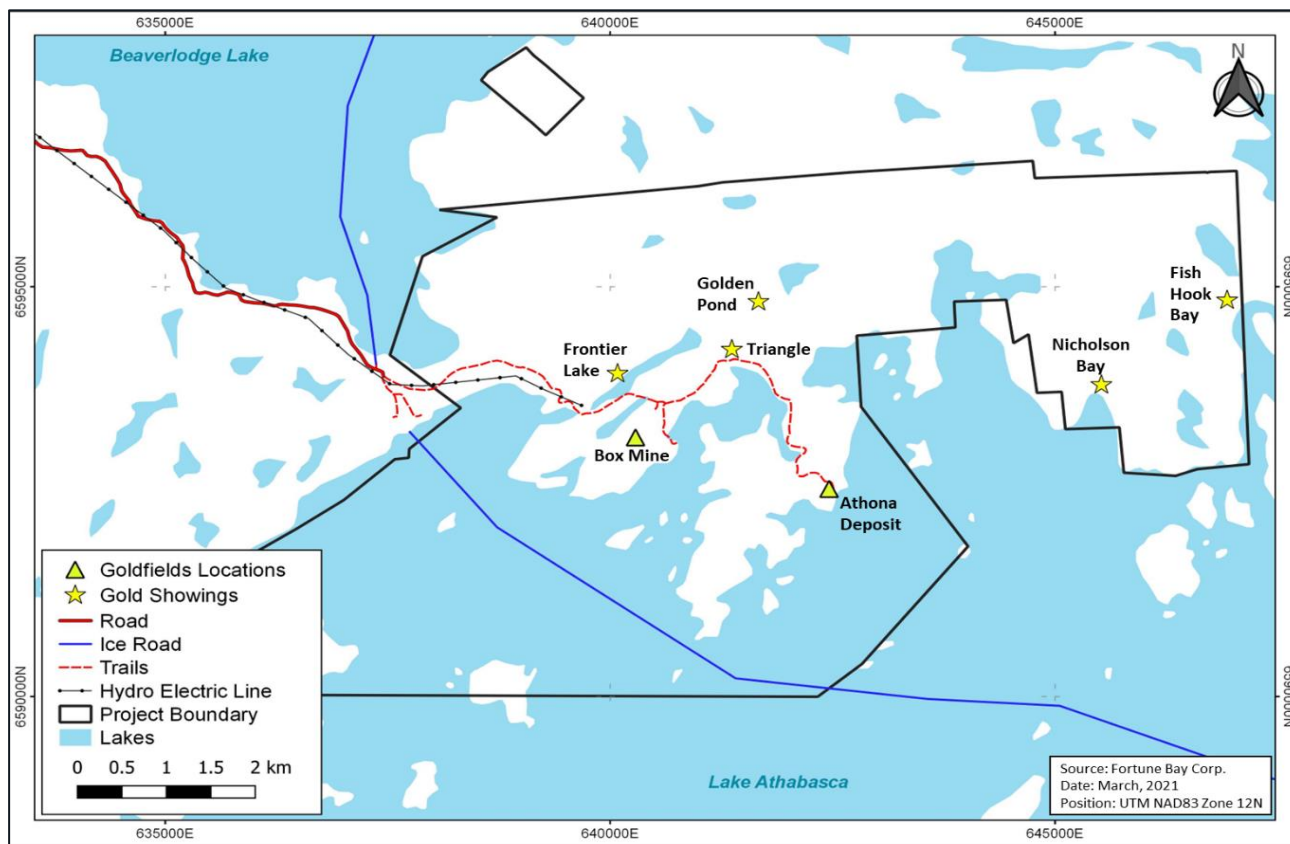 635000E
640000E
645000E
Beaverlodge Lake
N
6595000N
6595000N
Golden
Pond
Fish
Hook
Bay
Frontier
Lake
Triangle
Nicholson
Bay
Box Mine
Athona
Deposit
Goldfields Locations
Gold Showings
Road
Ice Road
Trails
Hydro Electric Line
Project Boundary
Lakes
0 0.5 1 1.5 2 km
6590000N
6590000N
Lake Athabasca
Source: Fortune Bay Corp.
Date: March, 2021
Position: UTM NAD83 Zone 12N
635000E
640000E
645000E